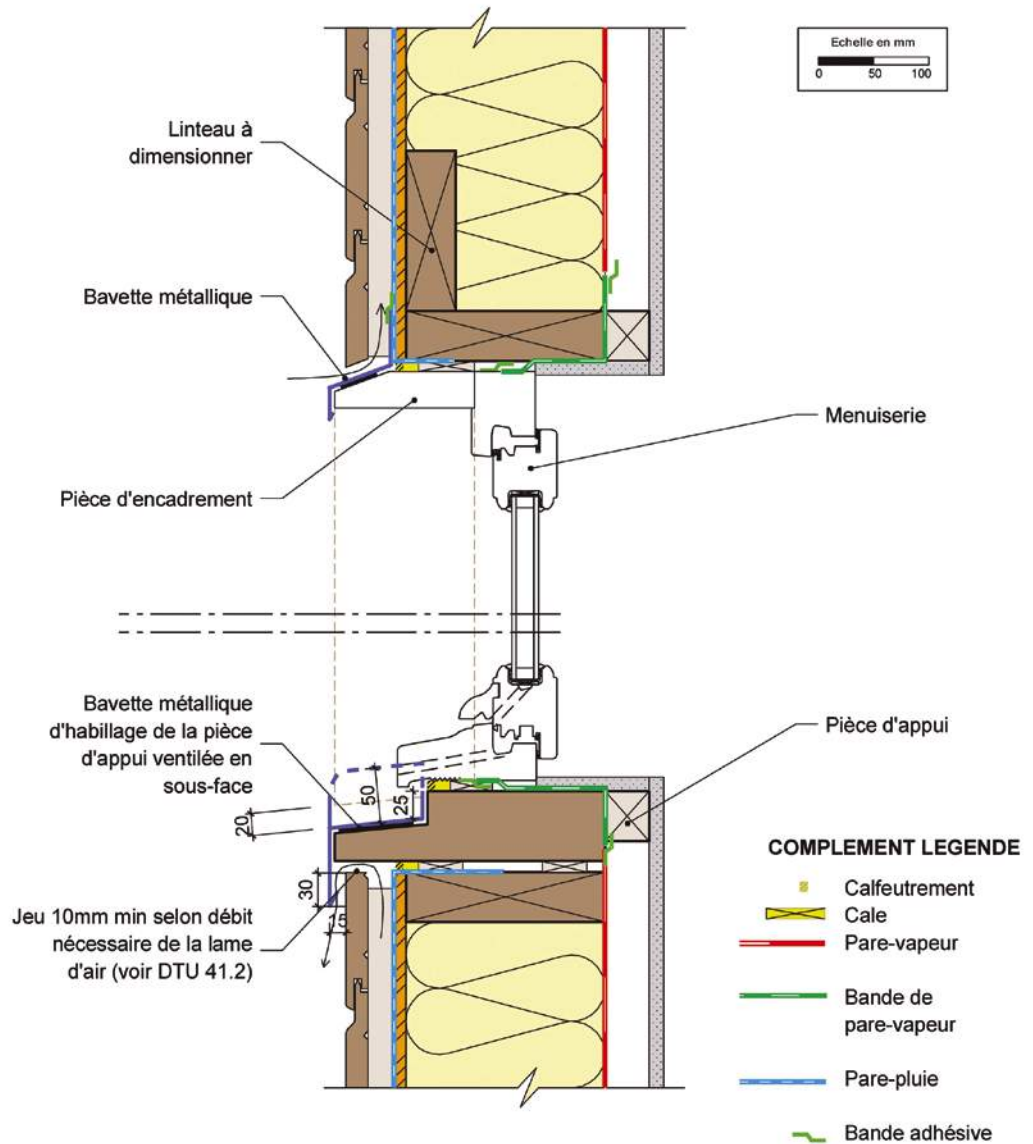 Echelle en mm
0 50 100
Linteau à
dimensionner
Bavette métallique
Menuiserie
Pièce d'encadrement
Bavette métallique
d'habillage de la pièce
d'appui ventilée en
sous-face
Pièce d'appui
50
25
20
30
15
Jeu 10mm min selon débit
nécessaire de la lame
d'air (voir DTU 41.2)
COMPLEMENT LEGENDE
Calfeutrement
Cale
Pare-vapeur
Bande de
pare-vapeur
Pare-pluie
Bande adhésive